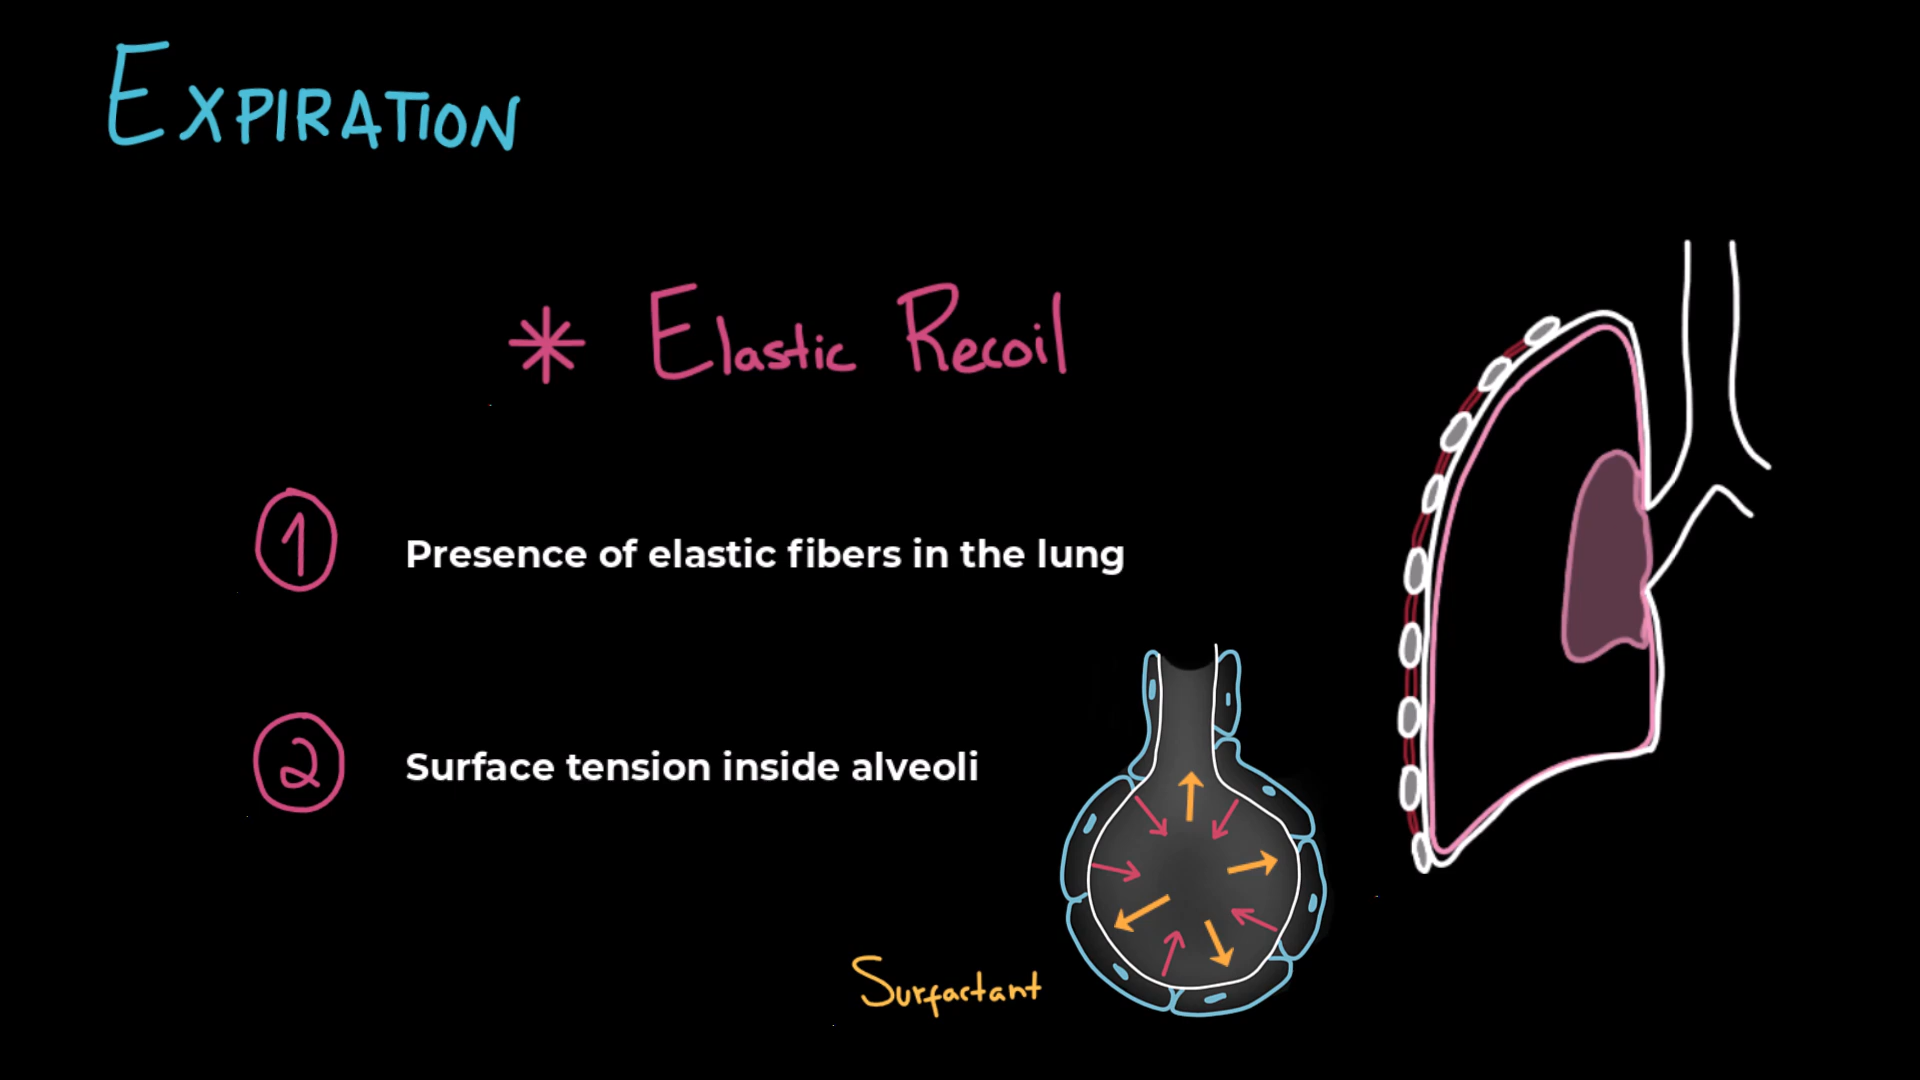 EXPIRATION
* Elastic Recoil
1 Presence of elastic fibers in the lung
2 Surface tension inside alveoli
Surfactant